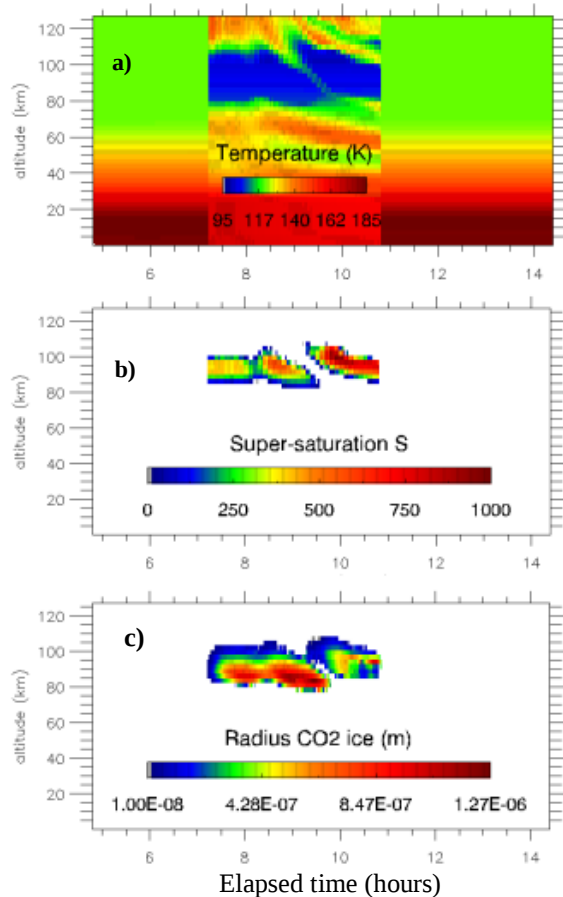 120
a)
100
80
60
40
20
altitude (km)
Temperature (K)
95 117 140 162 185
6 8 10 12 14
120
b)
100
80
60
40
20
altitude (km)
Super-saturation S
0 250 500 750 1000
6 8 10 12 14
120
c)
100
80
60
40
20
altitude (km)
Radius CO2 ice (m)
1.00E-08 4.28E-07 8.47E-07 1.27E-06
6 8 10 12 14
Elapsed time (hours)